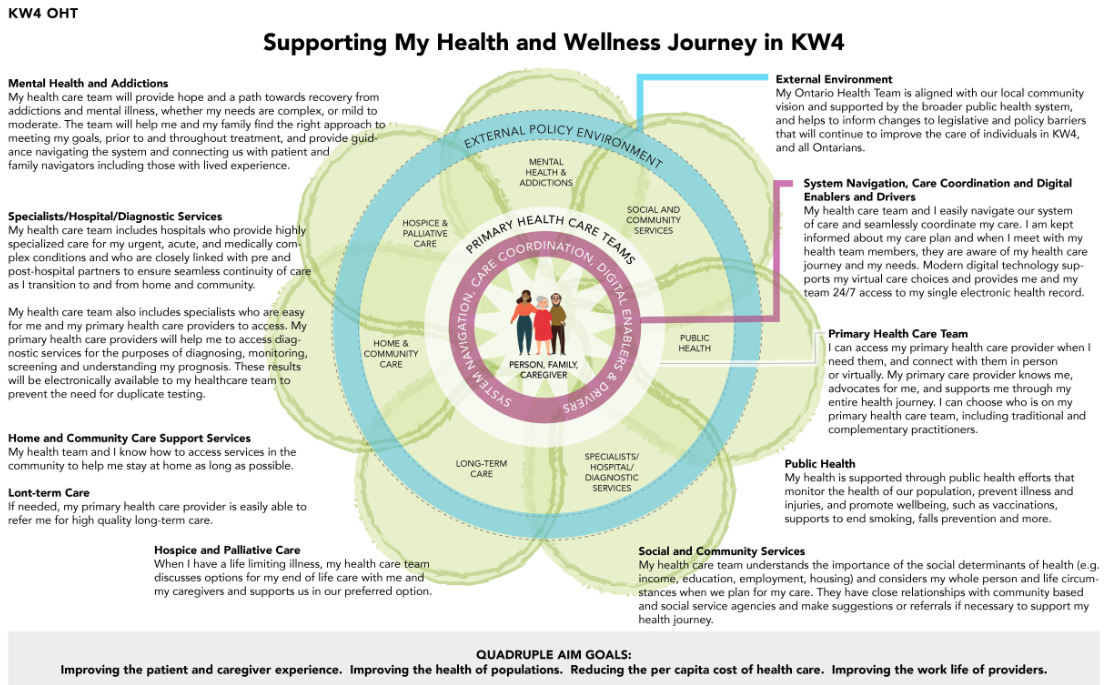 KW4 OHT
Supporting My Health and Wellness Journey in KW4
Mental Health and Addictions
My health care team will provide hope and a path towards recovery from
addictions and mental illness, whether my needs are complex, or mild to
moderate. The team will help me and my family find the right approach to
meeting my goals, prior to and throughout treatment, and provide guid-
ance navigating the system and connecting us with patient and
family navigators including those with lived experience.
Specialists/Hospital/Diagnostic Services
My health care team includes hospitals who provide highly
specialized care for my urgent, acute, and medically com-
plex conditions and who are closely linked with pre and
post-hospital partners to ensure seamless continuity of care
as I transition to and from home and community.
My health care team also includes specialists who are easy
for me and my primary health care providers to access. My
primary health care providers will help me to access diag-
nostic services for the purposes of diagnosing, monitoring,
screening and understanding my prognosis. These results
will be electronically available to my healthcare team to
prevent the need for duplicate testing.
Home and Community Care Support Services
My health team and I know how to access services in the
community to help me stay at home as long as possible.
Lont-term Care
If needed, my primary health care provider is easily able to
refer me for high quality long-term care.
Hospice and Palliative Care
When I have a life limiting illness, my health care team
discusses options for my end of life care with me and
my caregivers and supports us in our preferred option.
EXTERNAL POLICY ENVIRONMENT
MENTAL
HEALTH &
ADDICTIONS
HOSPICE &
PALLIATIVE
CARE
SOCIAL AND
COMMUNITY
SERVICES
PRIMARY HEALTH CARE TEAMS
SYSTEM NAVIGATION, CARE COORDINATION, DIGITAL ENABLERS & DRIVERS
HOME &
COMMUNITY
CARE
PUBLIC
HEALTH
PERSON, FAMILY,
CAREGIVER
LONG-TERM
CARE
SPECIALISTS/
HOSPITAL/
DIAGNOSTIC
SERVICES
External Environment
My Ontario Health Team is aligned with our local community
vision and supported by the broader public health system,
and helps to inform changes to legislative and policy barriers
that will continue to improve the care of individuals in KW4,
and all Ontarians.
System Navigation, Care Coordination and Digital
Enablers and Drivers
My health care team and I easily navigate our system
of care and seamlessly coordinate my care. I am kept
informed about my care plan and when I meet with my
health team members, they are aware of my health care
journey and my needs. Modern digital technology sup-
ports my virtual care choices and provides me and my
team 24/7 access to my single electronic health record.
Primary Health Care Team
I can access my primary health care provider when I
need them, and connect with them in person
or virtually. My primary care provider knows me,
advocates for me, and supports me through my
entire health journey. I can choose who is on my
primary health care team, including traditional and
complementary practitioners.
Public Health
My health is supported through public health efforts that
monitor the health of our population, prevent illness and
injuries, and promote wellbeing, such as vaccinations,
supports to end smoking, falls prevention and more.
Social and Community Services
My health care team understands the importance of the social determinants of health (e.g.
income, education, employment, housing) and considers my whole person and life circum-
stances when we plan for my care. They have close relationships with community based
and social service agencies and make suggestions or referrals if necessary to support my
health journey.
QUADRUPLE AIM GOALS:
Improving the patient and caregiver experience. Improving the health of populations. Reducing the per capita cost of health care. Improving the work life of providers.